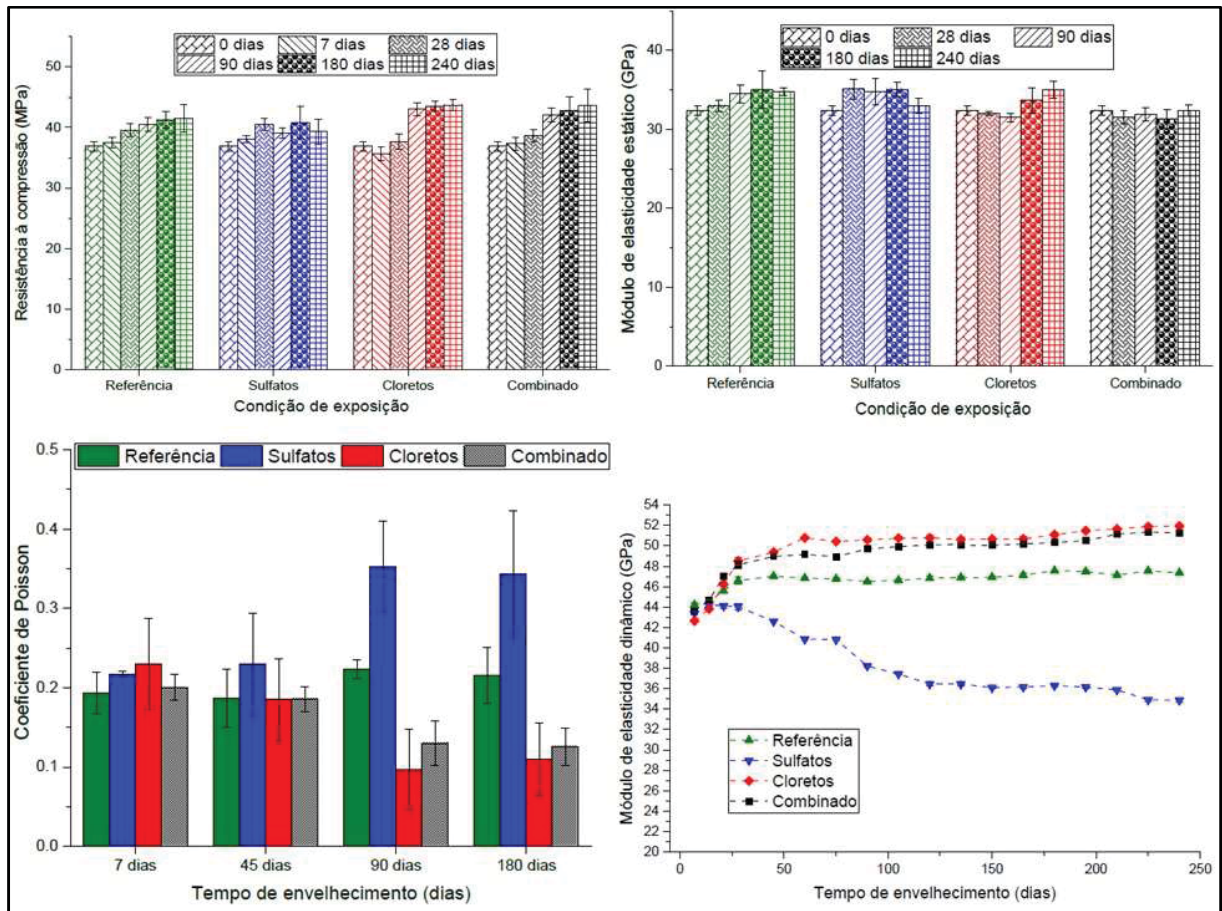 0 dias 7 dias 28 dias
90 dias 180 dias 240 dias
50
40
30
20
10
0
Resistência à compressão (MPa)
Referência Sulfatos Cloretos Combinado
Condição de exposição
0 dias 28 dias 90 dias
180 dias 240 dias
40
30
20
10
0
Módulo de elasticidade estático (GPa)
Referência Sulfatos Cloretos Combinado
Condição de exposição
Referência Sulfatos Cloretos Combinado
0.5
0.4
0.3
0.2
0.1
0.0
Coeficiente de Poisson
7 dias 45 dias 90 dias 180 dias
Tempo de envelhecimento (dias)
54
52
50
48
46
44
42
40
38
36
34
32
30
28
26
24
22
20
Módulo de elasticidade dinâmico (GPa)
Referência
Sulfatos
Cloretos
Combinado
0 50 100 150 200 250
Tempo de envelhecimento (dias)